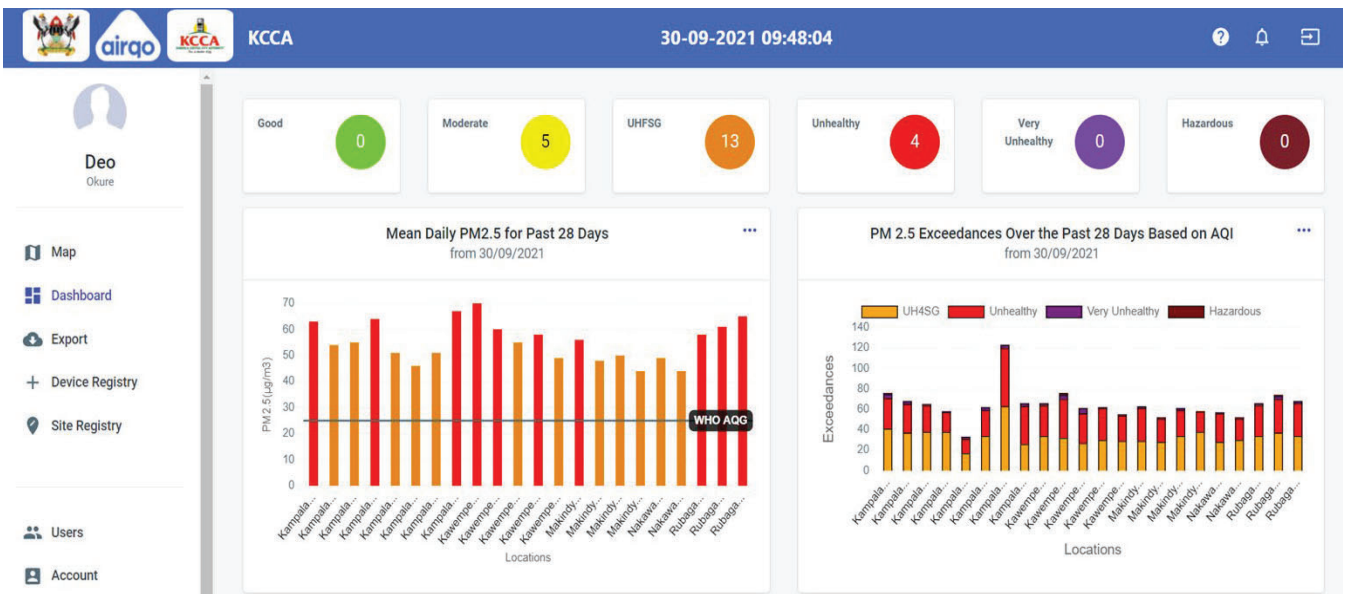 airqo
KCCA
KCCA
30-09-2021 09:48:04
Deo
Okure
Map
Dashboard
Export
Device Registry
Site Registry
Users
Account
Good
0
Moderate
5
UHFSG
13
Unhealthy
4
Very
Unhealthy
0
Hazardous
0
Mean Daily PM2.5 for Past 28 Days
from 30/09/2021
PM2.5(µg/m3)
70
60
50
40
30
20
10
0
WHO AQG
Kampala...
Kampala...
Kampala...
Kampala...
Kampala...
Kampala...
Kampala...
Kampala...
Kawempe...
Kawempe...
Kawempe...
Kawempe...
Kawempe...
Makindy...
Makindy...
Makindy...
Makindy...
Nakawa...
Nakawa...
Rubaga...
Rubaga...
Rubaga...
Locations
PM 2.5 Exceedances Over the Past 28 Days Based on AQI
from 30/09/2021
UH4SG
Unhealthy
Very Unhealthy
Hazardous
Exceedances
140
120
100
80
60
40
20
0
Kampala...
Kampala...
Kampala...
Kampala...
Kampala...
Kampala...
Kampala...
Kampala...
Kawempe...
Kawempe...
Kawempe...
Kawempe...
Kawempe...
Makindy...
Makindy...
Makindy...
Makindy...
Nakawa...
Nakawa...
Rubaga...
Rubaga...
Rubaga...
Locations